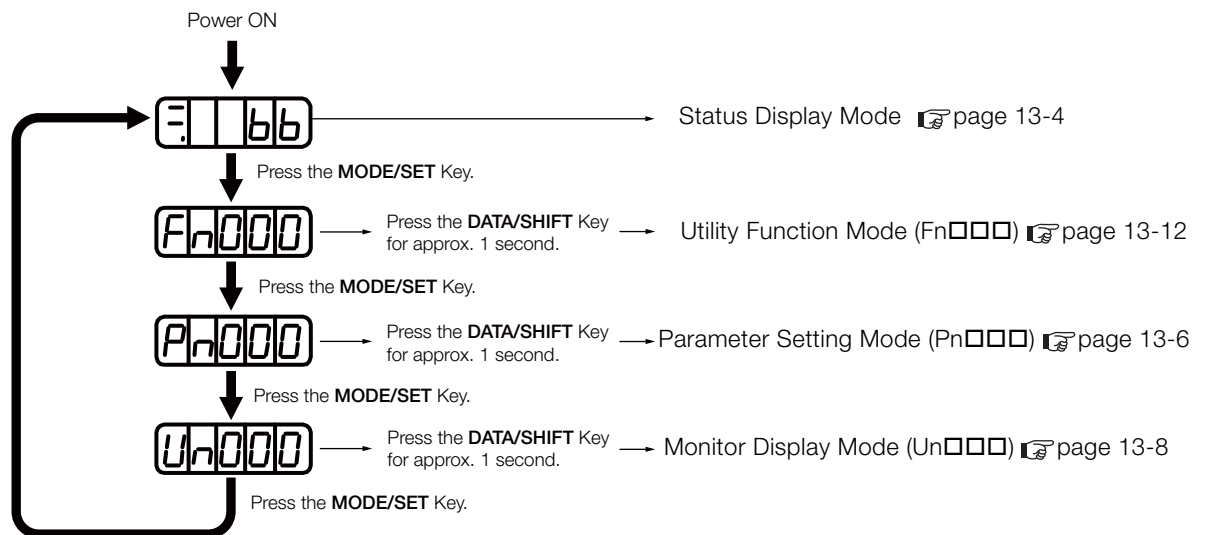 Power ON
bb
Status Display Mode page 13-4
Press the MODE/SET Key.
Fn000
Press the DATA/SHIFT Key
for approx. 1 second.
Utility Function Mode (Fn□□□) page 13-12
Press the MODE/SET Key.
Pn000
Press the DATA/SHIFT Key
for approx. 1 second.
Parameter Setting Mode (Pn□□□) page 13-6
Press the MODE/SET Key.
Un000
Press the DATA/SHIFT Key
for approx. 1 second.
Monitor Display Mode (Un□□□) page 13-8
Press the MODE/SET Key.